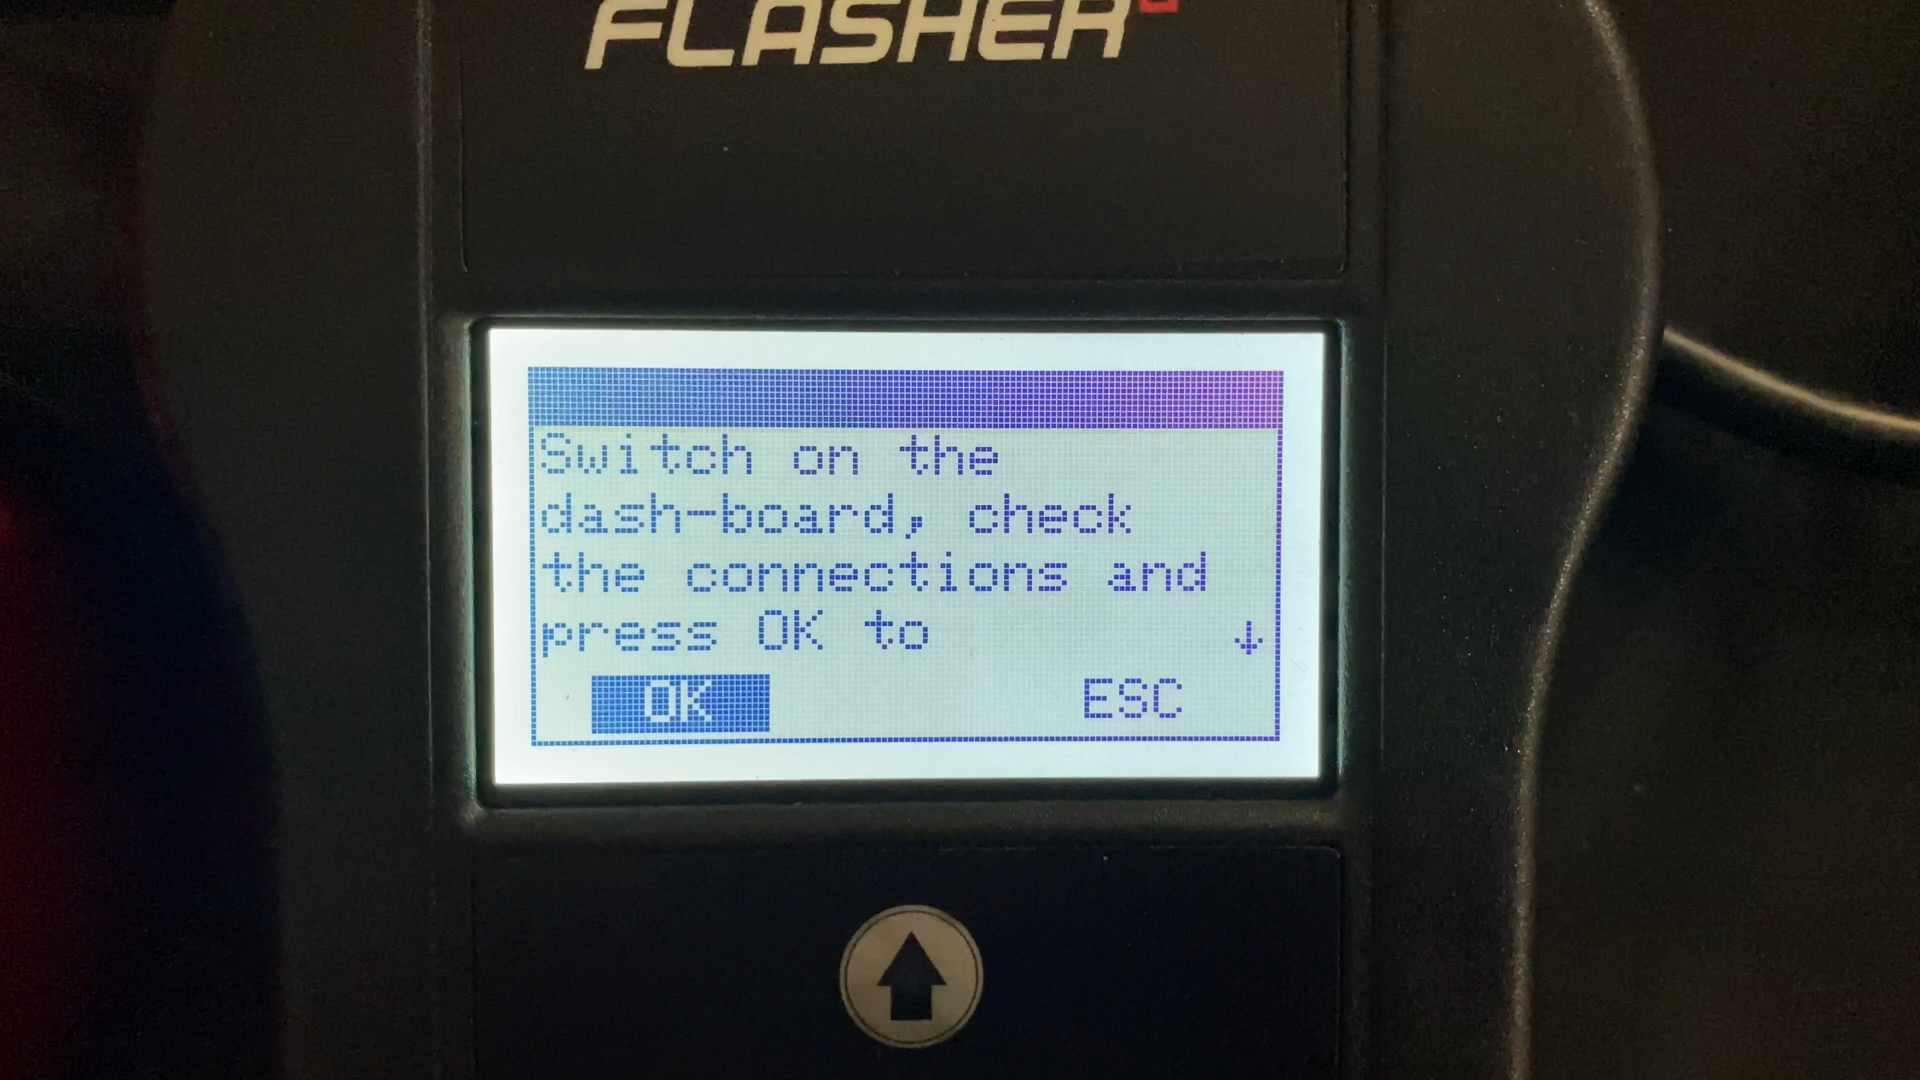 FLASHER
Switch on the
dash-board, check
the connections and
press OK to ↓
OK ESC